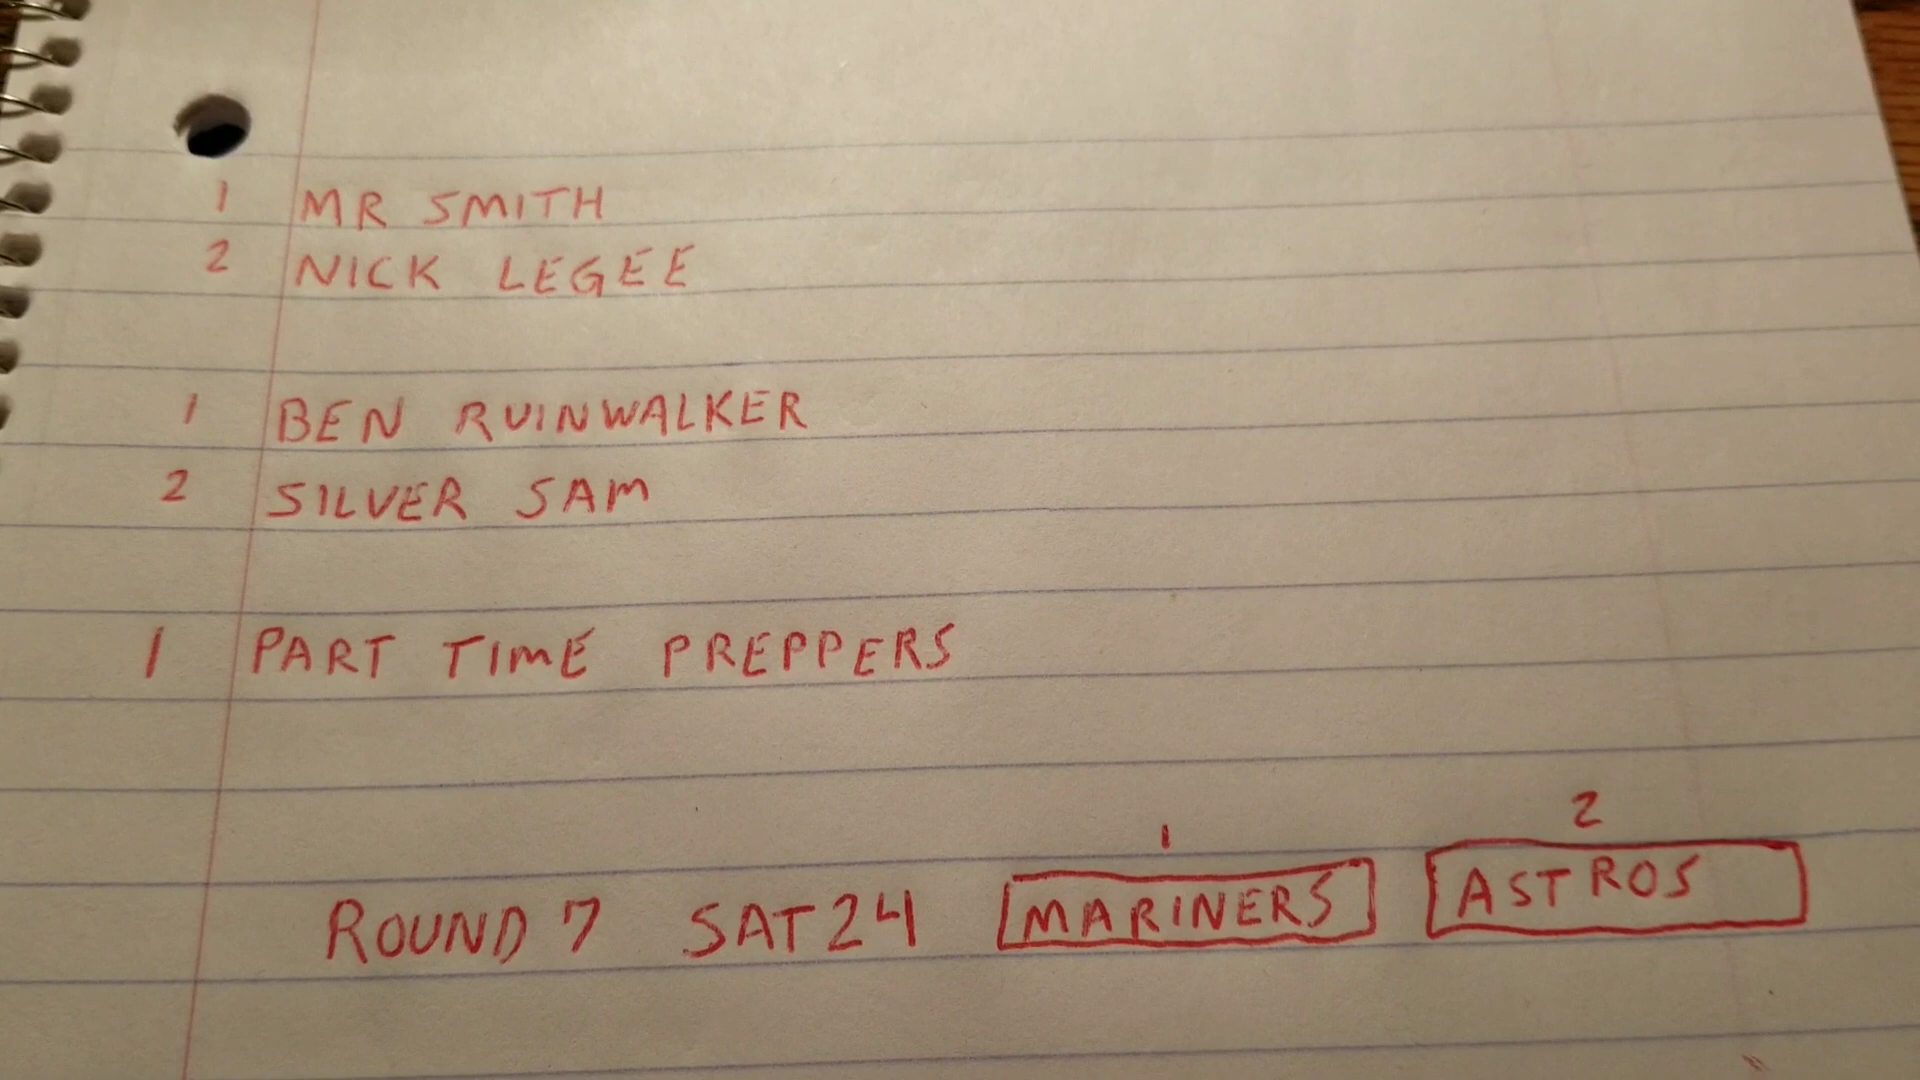 1 MR SMITH
2 NICK LEGEE
1 BEN RUINWALKER
2 SILVER SAM
1 PART TIME PREPPERS
1 2
ROUND 7 SAT 24 MARINERS ASTROS